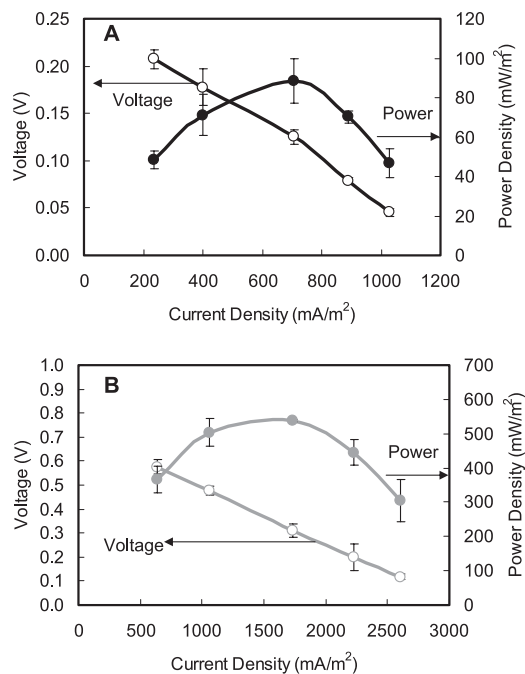 A
0.25
0.20
0.15
0.10
0.05
0.00
Voltage (V)
120
100
80
60
40
20
0
Power Density (mW/m²)
Voltage
Power
0 200 400 600 800 1000 1200
Current Density (mA/m²)
B
1.0
0.9
0.8
0.7
0.6
0.5
0.4
0.3
0.2
0.1
0.0
Voltage (V)
700
600
500
400
300
200
100
0
Power Density (mW/m²)
Power
Voltage
0 500 1000 1500 2000 2500 3000
Current Density (mA/m²)